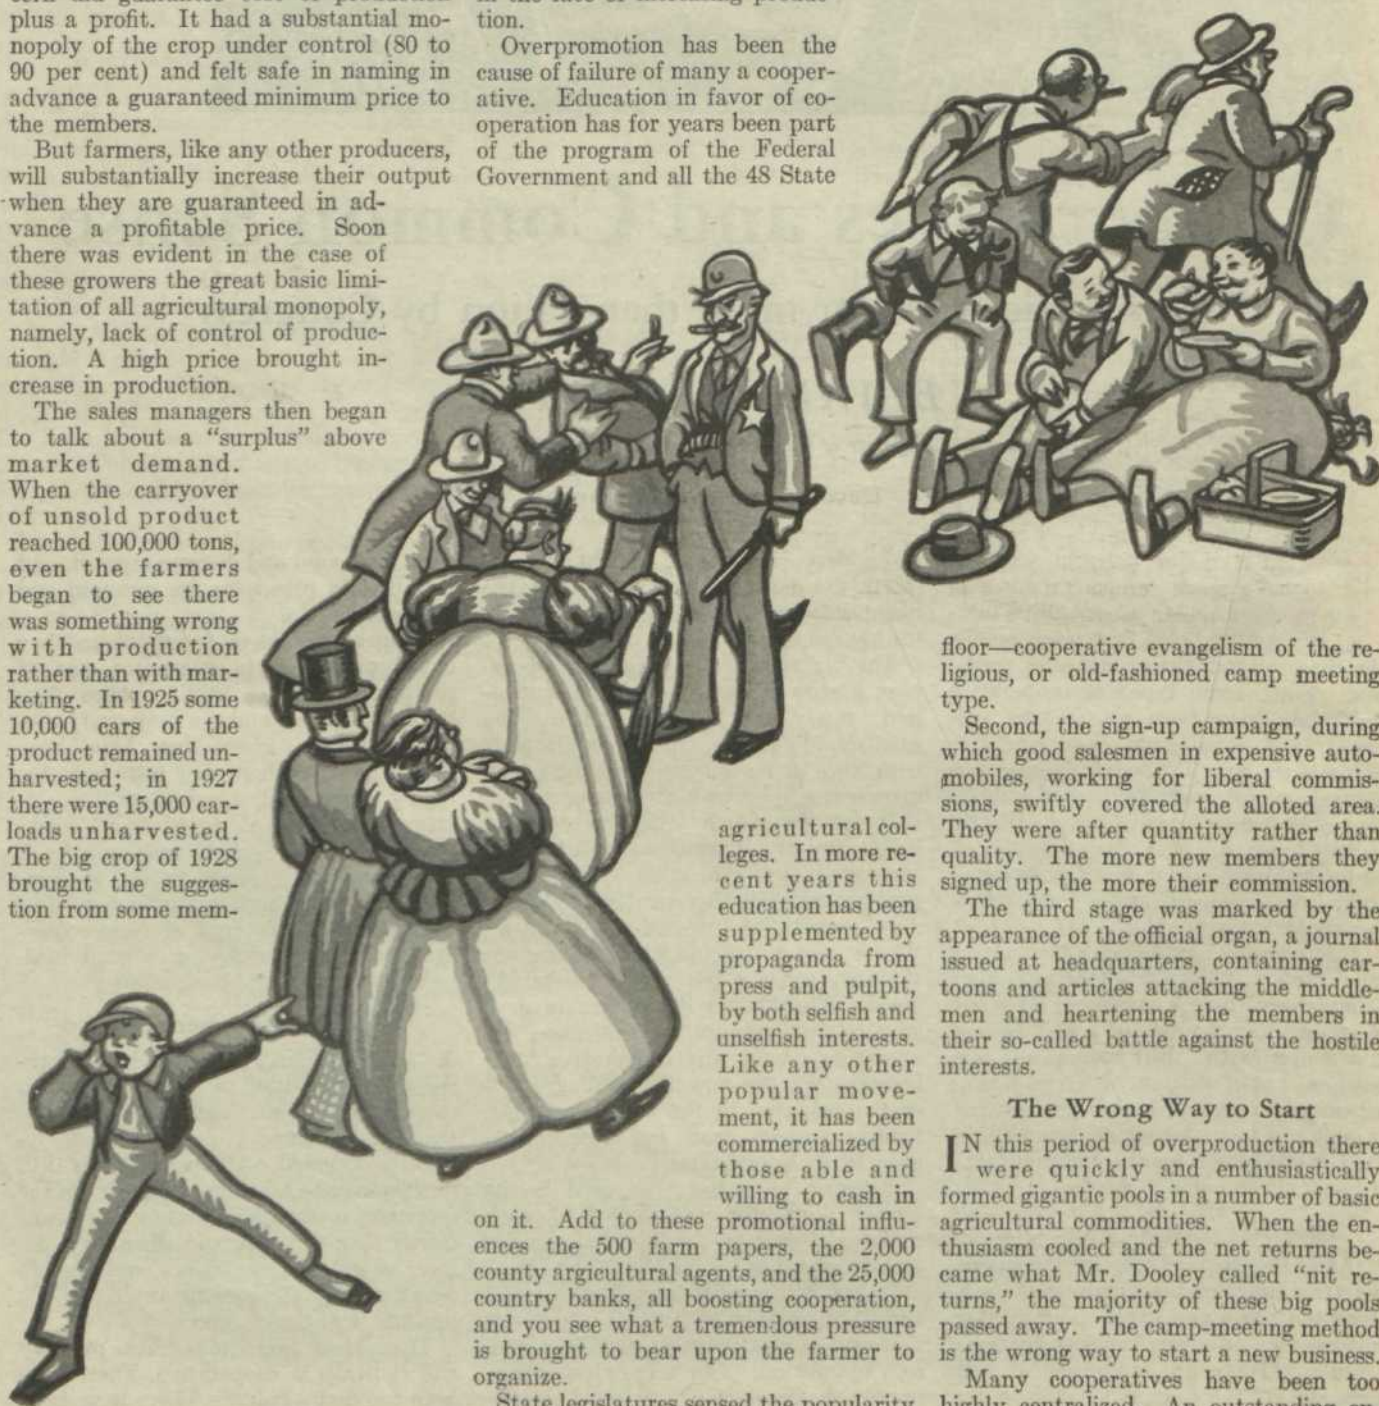 plus a profit. It had a substantial mo-
nopoly of the crop under control (80 to
90 per cent) and felt safe in naming in
advance a guaranteed minimum price to
the members.
But farmers, like any other producers,
will substantially increase their output
when they are guaranteed in ad-
vance a profitable price. Soon
there was evident in the case of
these growers the great basic limi-
tation of all agricultural monopoly,
namely, lack of control of produc-
tion. A high price brought in-
crease in production.
The sales managers then began
to talk about a “surplus” above
market demand.
When the carryover
of unsold product
reached 100,000 tons,
even the farmers
began to see there
was something wrong
with production
rather than with mar-
keting. In 1925 some
10,000 cars of the
product remained un-
harvested; in 1927
there were 15,000 car-
loads unharvested.
The big crop of 1928
brought the sugges-
tion from some mem-
tion.
Overpromotion has been the
cause of failure of many a cooper-
ative. Education in favor of co-
operation has for years been part
of the program of the Federal
Government and all the 48 State
agricultural col-
leges. In more re-
cent years this
education has been
supplemented by
propaganda from
press and pulpit,
by both selfish and
unselfish interests.
Like any other
popular move-
ment, it has been
commercialized by
those able and
willing to cash in
on it. Add to these promotional influ-
ences the 500 farm papers, the 2,000
county argicultural agents, and the 25,000
country banks, all boosting cooperation,
and you see what a tremendous pressure
is brought to bear upon the farmer to
organize.
State legislatures sensed the popularity
floor—cooperative evangelism of the re-
ligious, or old-fashioned camp meeting
type.
Second, the sign-up campaign, during
which good salesmen in expensive auto-
mobiles, working for liberal commis-
sions, swiftly covered the alloted area.
They were after quantity rather than
quality. The more new members they
signed up, the more their commission.
The third stage was marked by the
appearance of the official organ, a journal
issued at headquarters, containing car-
toons and articles attacking the middle-
men and heartening the members in
their so-called battle against the hostile
interests.
The Wrong Way to Start
IN this period of overproduction there
were quickly and enthusiastically
formed gigantic pools in a number of basic
agricultural commodities. When the en-
thusiasm cooled and the net returns be-
came what Mr. Dooley called “nit re-
turns,” the majority of these big pools
passed away. The camp-meeting method
is the wrong way to start a new business.
Many cooperatives have been too